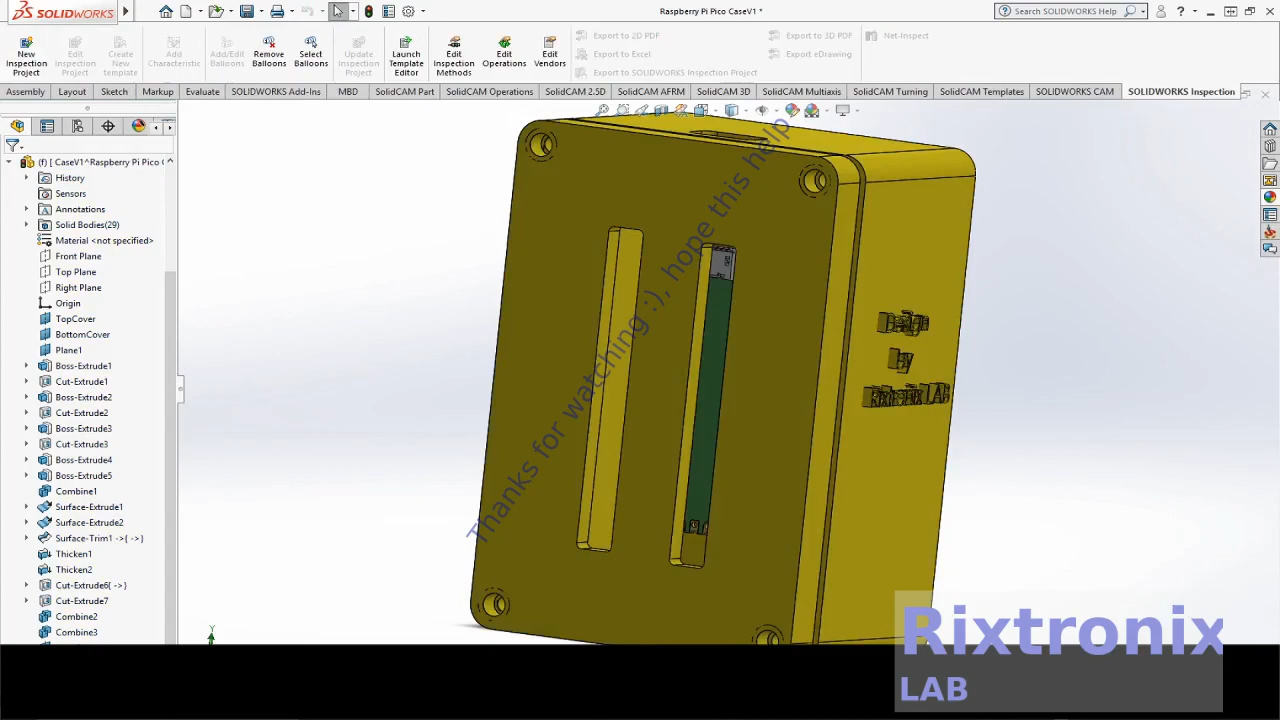 SOLIDWORKS
Raspberry Pi Pico CaseV1 *
Search SOLIDWORKS Help
?
New Inspection Project
Edit Inspection Project
Create New template
Add Characteristic
Add/Edit Balloons
Remove Balloons
Select Balloons
Update Inspection Project
Launch Template Editor
Edit Inspection Methods
Edit Operations
Edit Vendors
Export to 2D PDF
Export to Excel
Export to SOLIDWORKS Inspection Project
Export to 3D PDF
Export eDrawing
Net-Inspect
Assembly
Layout
Sketch
Markup
Evaluate
SOLIDWORKS Add-Ins
MBD
SolidCAM Part
SolidCAM Operations
SolidCAM 2.5D
SolidCAM AFRM
SolidCAM 3D
SolidCAM Multiaxis
SolidCAM Turning
SolidCAM Templates
SOLIDWORKS CAM
SOLIDWORKS Inspection
(f) [ CaseV1^Raspberry Pi Pico C
History
Sensors
Annotations
Solid Bodies(29)
Material <not specified>
Front Plane
Top Plane
Right Plane
Origin
TopCover
BottomCover
Plane1
Boss-Extrude1
Cut-Extrude1
Boss-Extrude2
Cut-Extrude2
Boss-Extrude3
Cut-Extrude3
Boss-Extrude4
Boss-Extrude5
Combine1
Surface-Extrude1
Surface-Extrude2
Surface-Trim1 ->{ ->}
Thicken1
Thicken2
Cut-Extrude6{ ->}
Cut-Extrude7
Combine2
Combine3
Thanks for watching :), hope this help
by
Rixtronix LAB
Y
Rixtronix
LAB